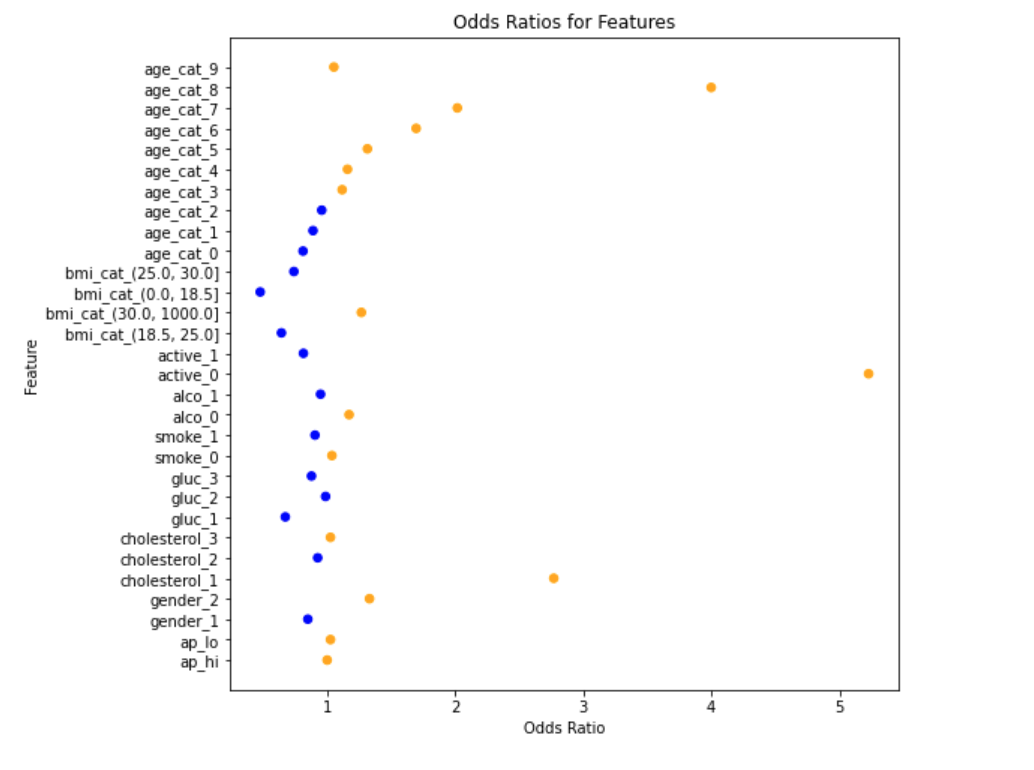 Odds Ratios for Features
age_cat_9
age_cat_8
age_cat_7
age_cat_6
age_cat_5
age_cat_4
age_cat_3
age_cat_2
age_cat_1
age_cat_0
bmi_cat_(25.0, 30.0]
bmi_cat_(0.0, 18.5]
bmi_cat_(30.0, 1000.0]
bmi_cat_(18.5, 25.0]
active_1
active_0
alco_1
alco_0
smoke_1
smoke_0
gluc_3
gluc_2
gluc_1
cholesterol_3
cholesterol_2
cholesterol_1
gender_2
gender_1
ap_lo
ap_hi
Feature
1 2 3 4 5
Odds Ratio